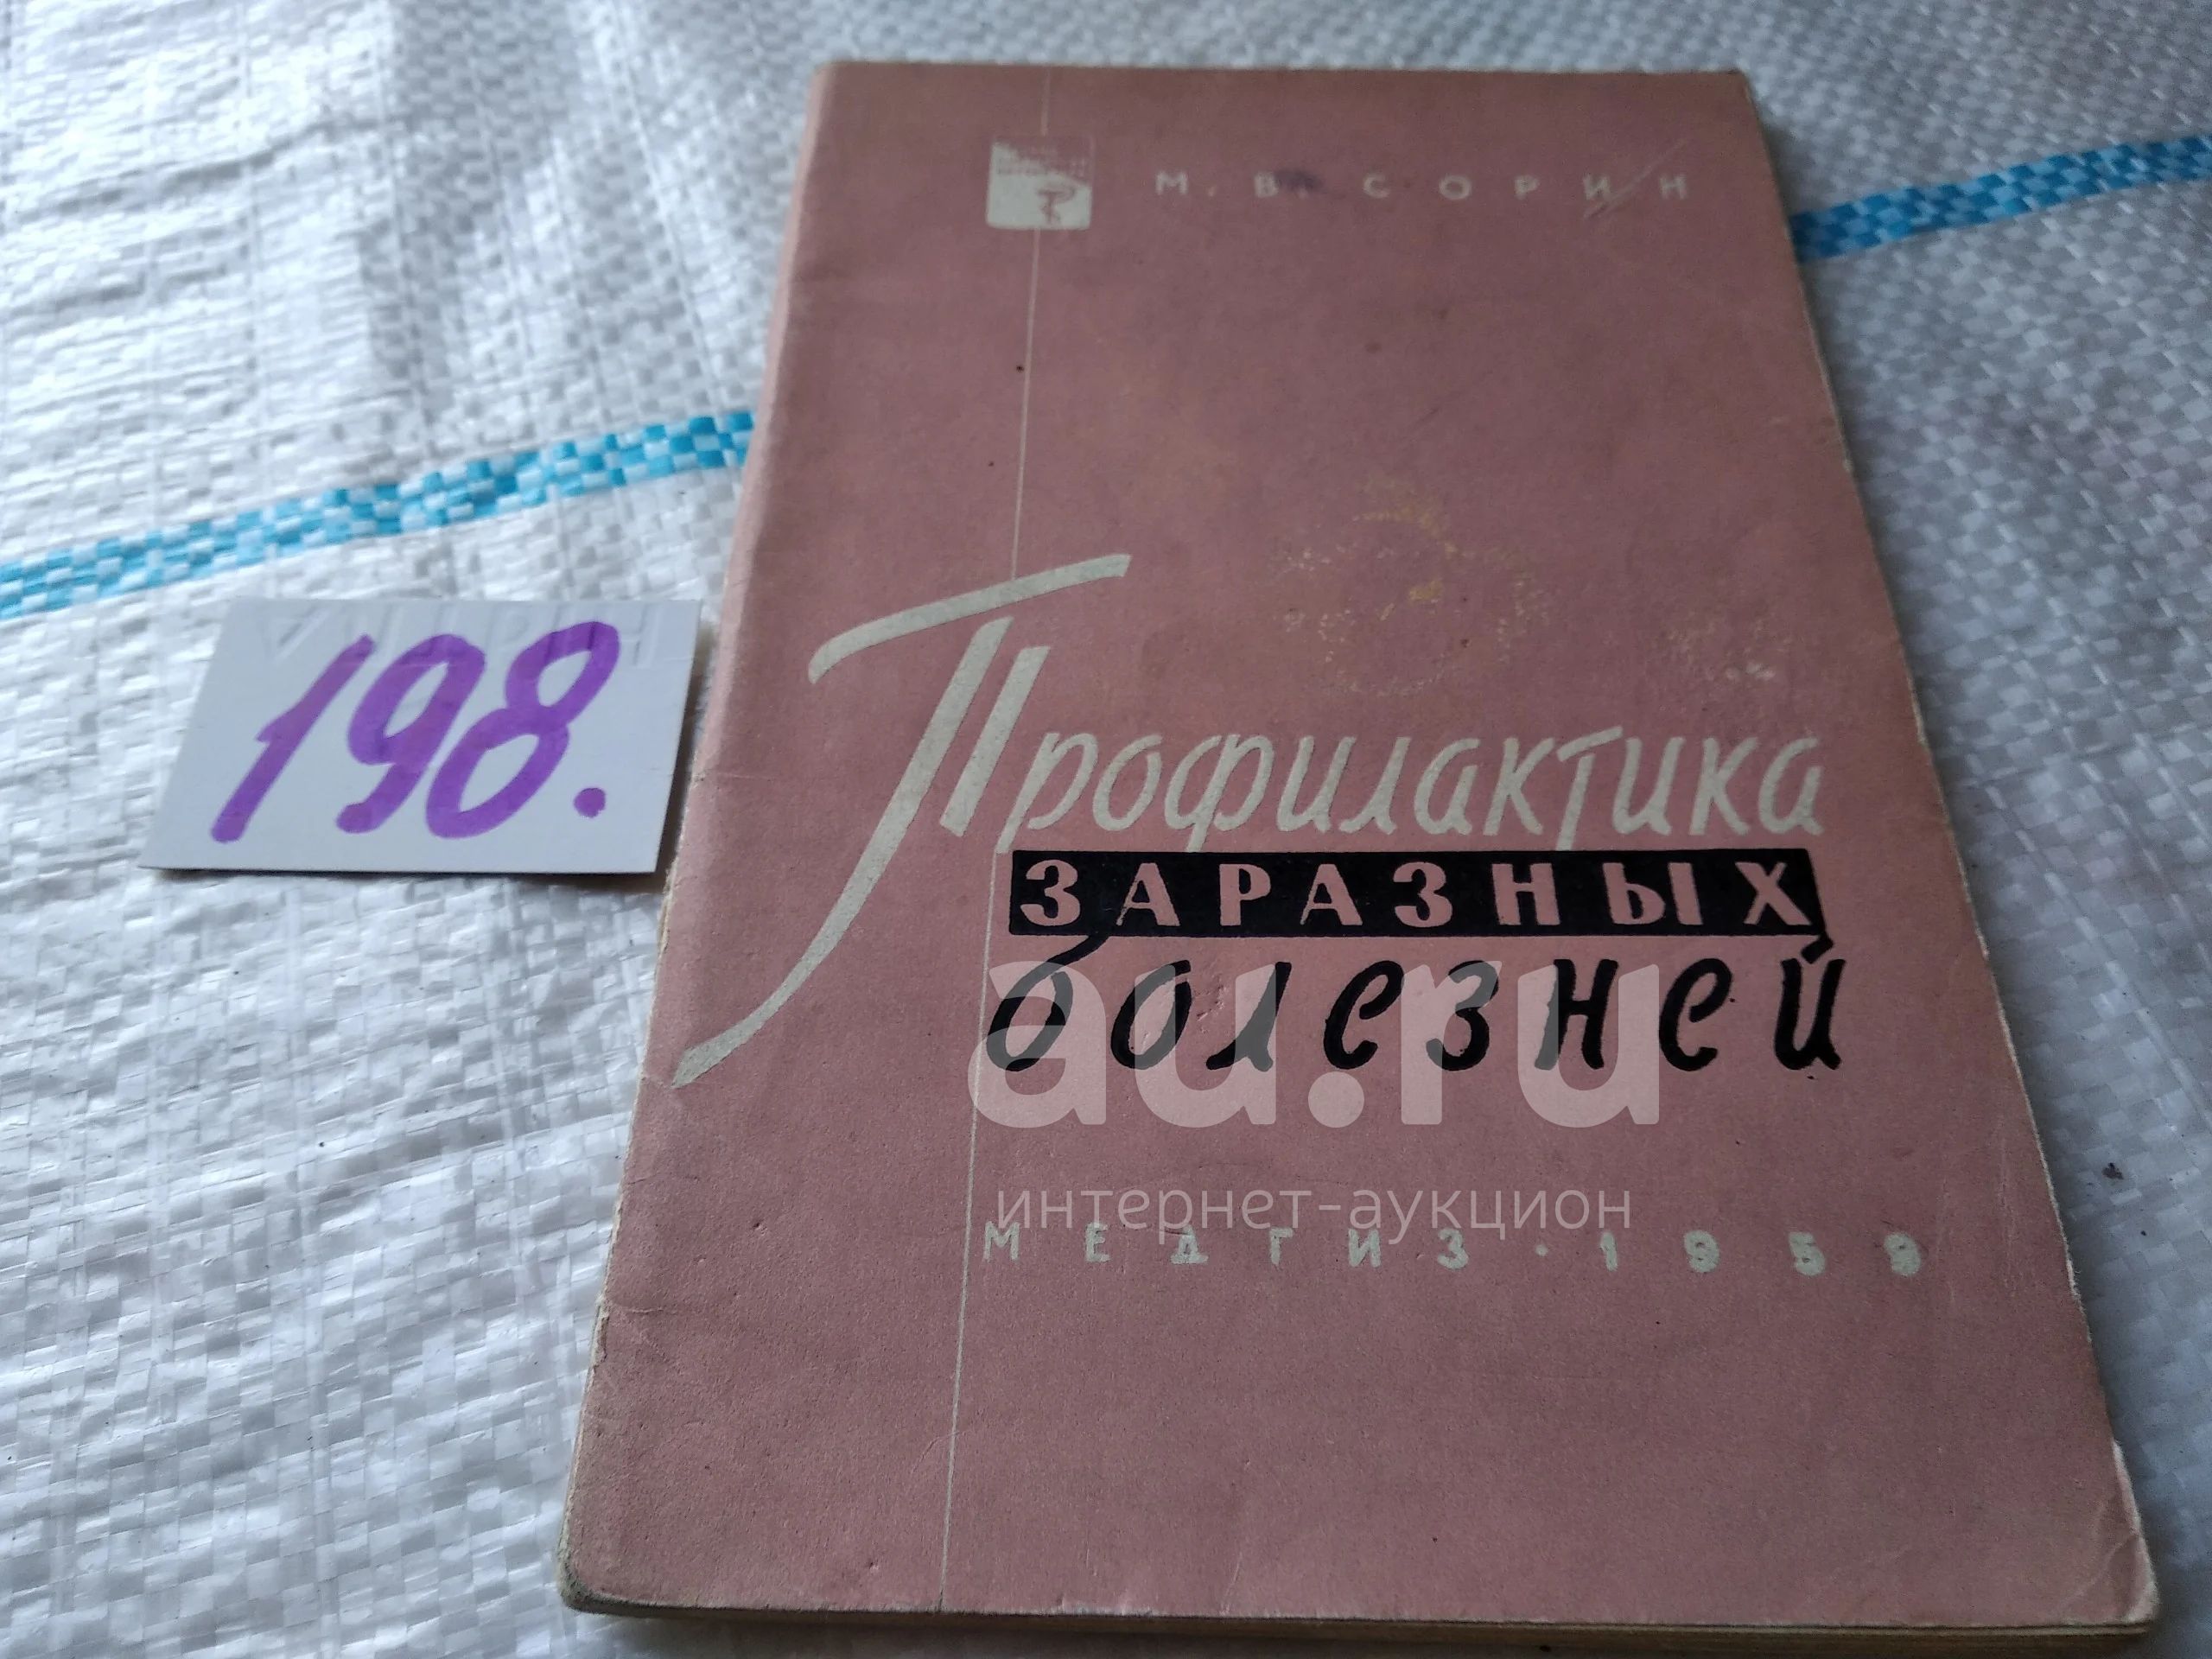 М. В. СОРИН
198.
Профилактика
ЗАРАЗНЫХ
болезней
au.ru
интернет-аукцион
МЕДГИЗ · 1959